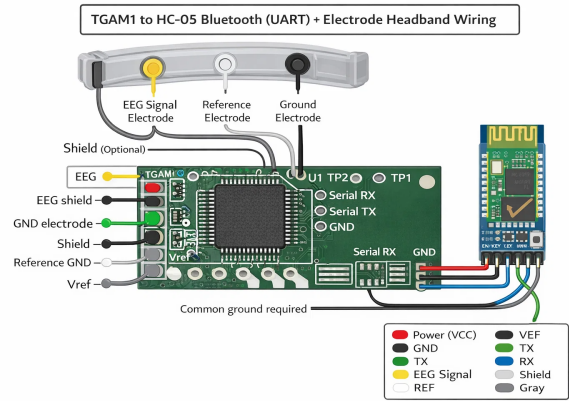 TGAM1 to HC-05 Bluetooth (UART) + Electrode Headband Wiring
EEG Signal
Electrode
Reference
Electrode
Ground
Electrode
Shield (Optional)
EEG
EEG shield
GND electrode
Shield
Reference GND
Vref
TGAM
U1 TP2 TP1
Serial RX
Serial TX
GND
Vref
Serial RX
GND
Common ground required
Power (VCC)
GND
TX
EEG Signal
REF
VEF
TX
RX
Shield
Gray